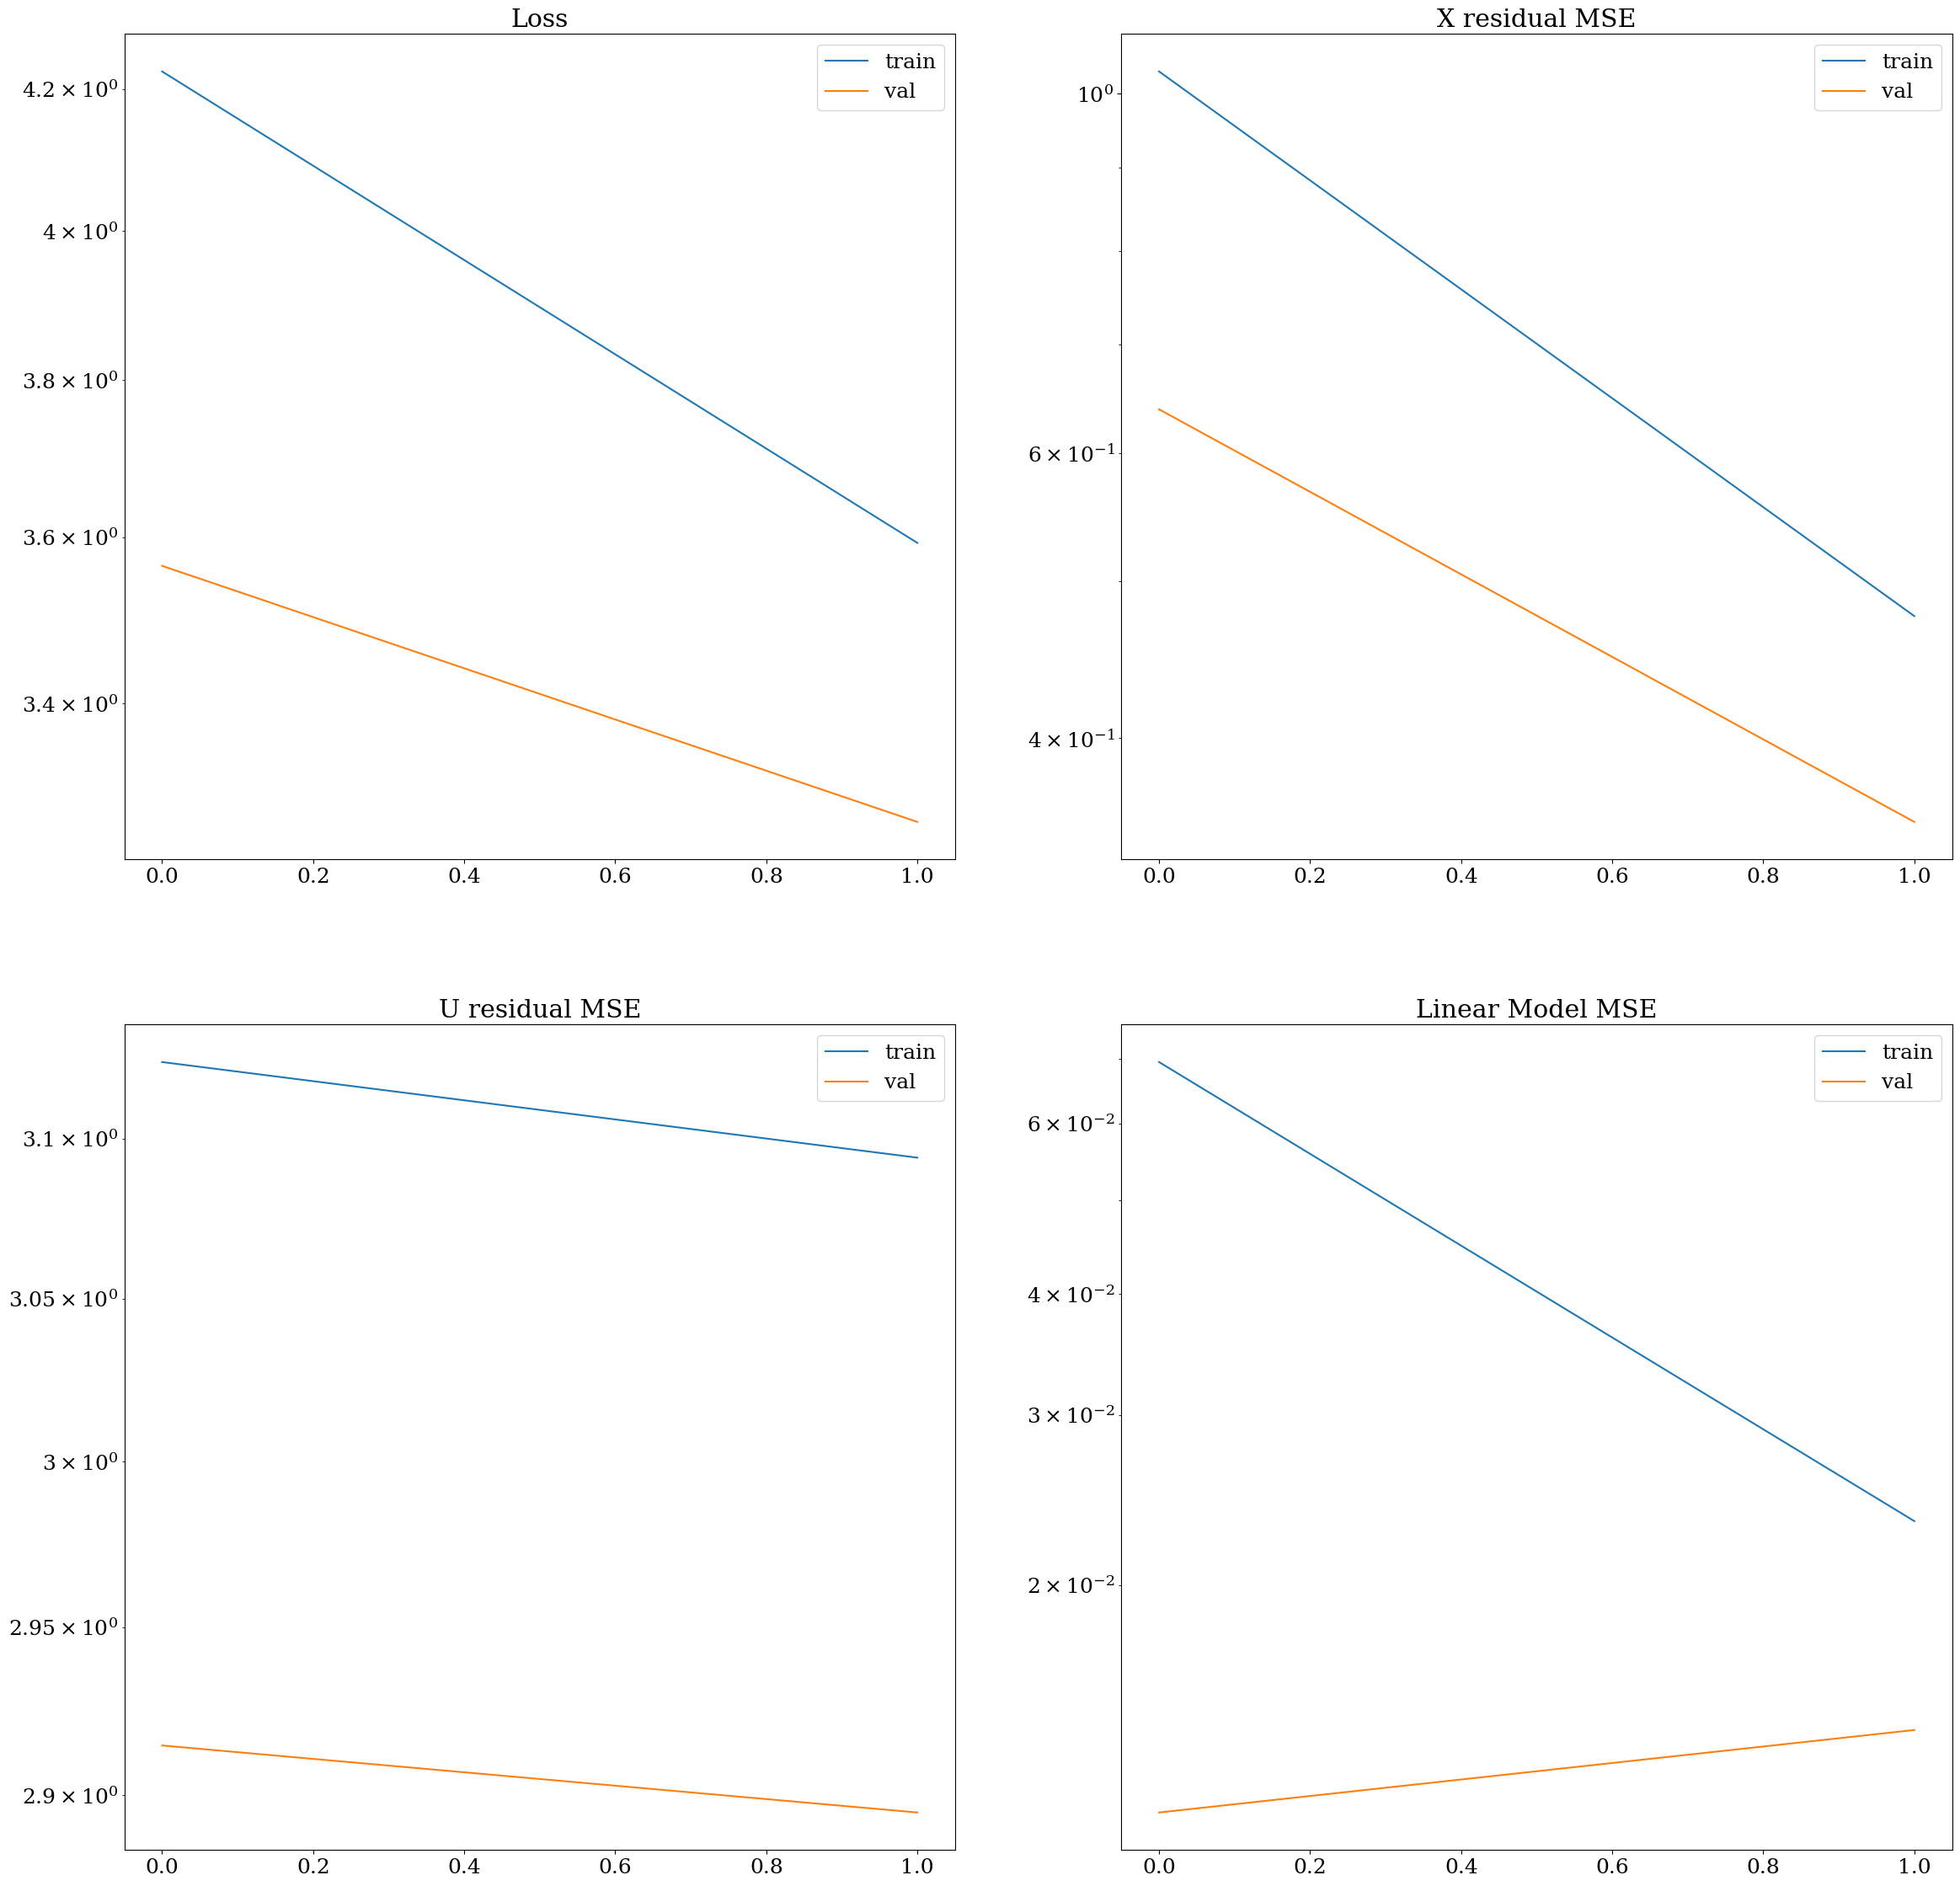 Loss
train
val
4.2 × 10⁰
4 × 10⁰
3.8 × 10⁰
3.6 × 10⁰
3.4 × 10⁰
0.0 0.2 0.4 0.6 0.8 1.0
X residual MSE
train
val
10⁰
6 × 10⁻¹
4 × 10⁻¹
0.0 0.2 0.4 0.6 0.8 1.0
U residual MSE
train
val
3.1 × 10⁰
3.05 × 10⁰
3 × 10⁰
2.95 × 10⁰
2.9 × 10⁰
0.0 0.2 0.4 0.6 0.8 1.0
Linear Model MSE
train
val
6 × 10⁻²
4 × 10⁻²
3 × 10⁻²
2 × 10⁻²
0.0 0.2 0.4 0.6 0.8 1.0